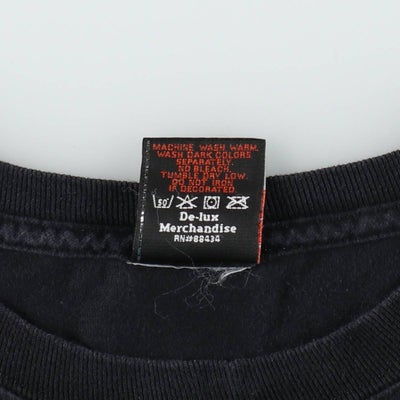 MACHINE WASH WARM.
WASH DARK COLORS
SEPARATELY.
NO BLEACH.
TUMBLE DRY LOW.
DO NOT IRON
IF DECORATED.
50°
De-lux
Merchandise
RN#88434